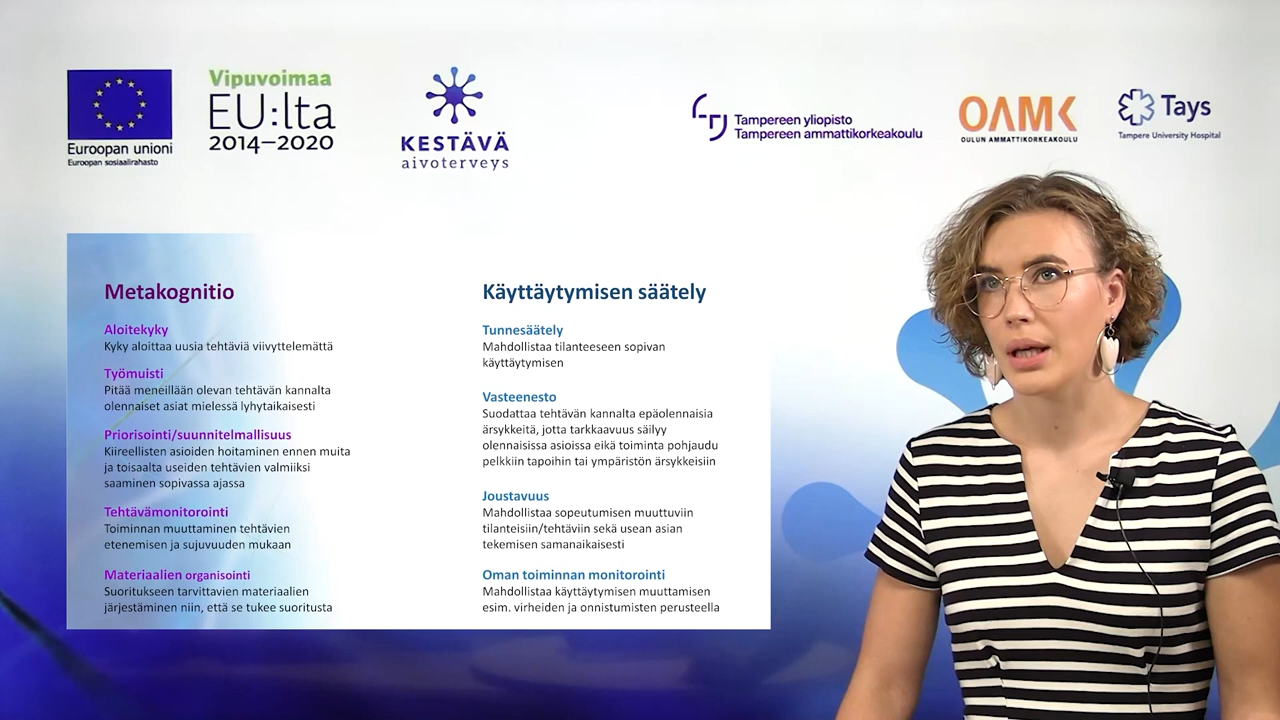 Euroopan unioni
Euroopan sosiaalirahasto
Vipuvoimaa
EU:lta
2014–2020
KESTÄVÄ
aivoterveys
Tampereen yliopisto
Tampereen ammattikorkeakoulu
OAMK
OULUN AMMATTIKORKEAKOULU
Tays
Tampere University Hospital
Metakognitio
Aloitekyky
Kyky aloittaa uusia tehtäviä viivyttelemättä
Työmuisti
Pitää meneillään olevan tehtävän kannalta
olennaiset asiat mielessä lyhytaikaisesti
Priorisointi/suunnitelmallisuus
Kiireellisten asioiden hoitaminen ennen muita
ja toisaalta useiden tehtävien valmiiksi
saaminen sopivassa ajassa
Tehtävämonitorointi
Toiminnan muuttaminen tehtävien
etenemisen ja sujuvuuden mukaan
Materiaalien organisointi
Suoritukseen tarvittavien materiaalien
järjestäminen niin, että se tukee suoritusta
Käyttäytymisen säätely
Tunnesäätely
Mahdollistaa tilanteeseen sopivan
käyttäytymisen
Vasteenesto
Suodattaa tehtävän kannalta epäolennaisia
ärsykkeitä, jotta tarkkaavuus säilyy
olennaisissa asioissa eikä toiminta pohjaudu
pelkkiin tapoihin tai ympäristön ärsykkeisiin
Joustavuus
Mahdollistaa sopeutumisen muuttuviin
tilanteisiin/tehtäviin sekä usean asian
tekemisen samanaikaisesti
Oman toiminnan monitorointi
Mahdollistaa käyttäytymisen muuttamisen
esim. virheiden ja onnistumisten perusteella